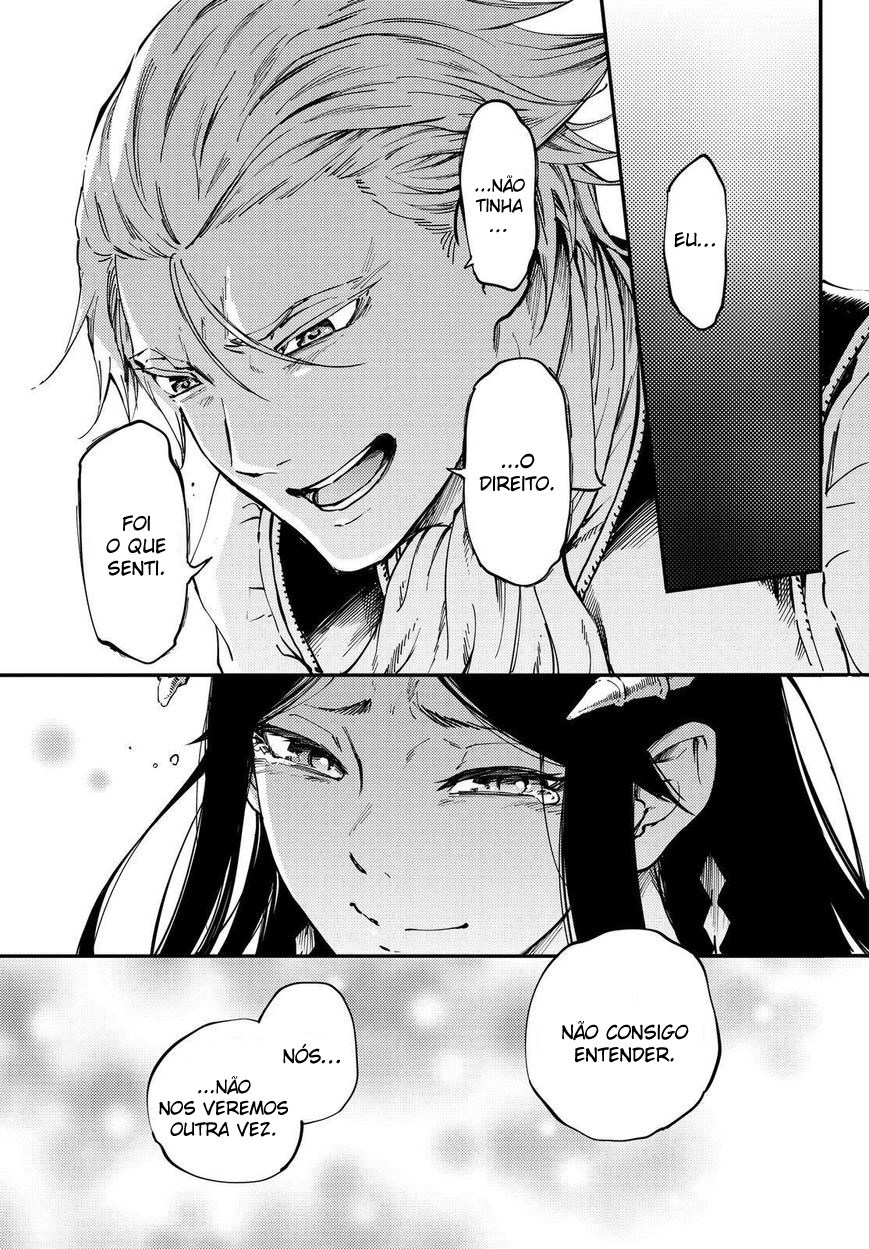 EU...
...NÃO
TINHA
...
...O
DIREITO.
FOI
O QUE
SENTI.
NÃO CONSIGO
ENTENDER.
NÓS...
...NÃO
NOS VEREMOS
OUTRA VEZ.